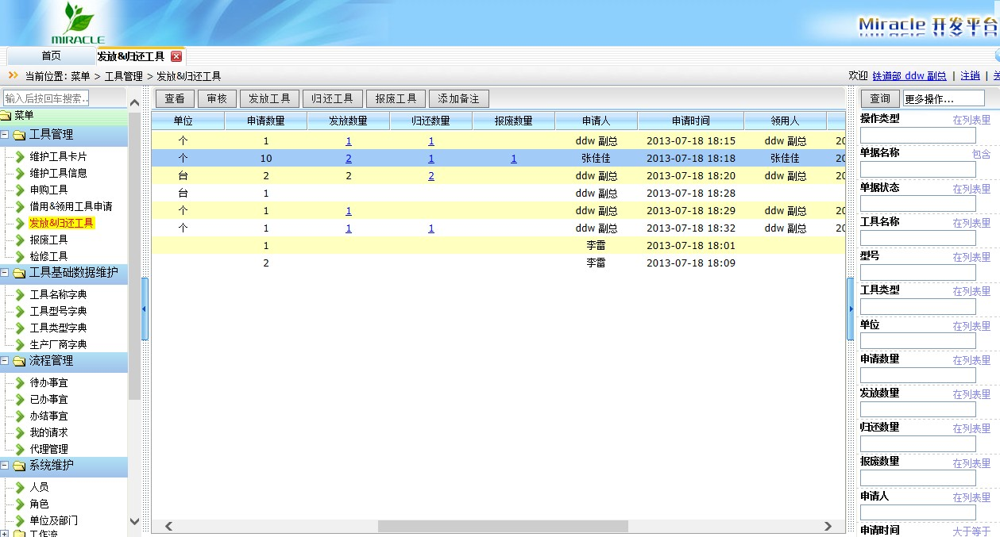 MIRACLE
Miracle 开发平台
首页
发放&归还工具
当前位置: 菜单 > 工具管理 > 发放&归还工具
欢迎 铁道部 ddw 副总 | 注销 |
输入后按回车搜索..
菜单
工具管理
维护工具卡片
维护工具信息
申购工具
借用&领用工具申请
发放&归还工具
报废工具
检修工具
工具基础数据维护
工具名称字典
工具型号字典
工具类型字典
生产厂商字典
流程管理
待办事宜
已办事宜
办结事宜
我的请求
代理管理
系统维护
人员
角色
单位及部门
工作流
查看 审核 发放工具 归还工具 报废工具 添加备注
单位 申请数量 发放数量 归还数量 报废数量 申请人 申请时间 领用人
个 1 1 1 ddw 副总 2013-07-18 18:15 ddw 副总 20
个 10 2 1 1 张佳佳 2013-07-18 18:18 张佳佳 20
台 2 2 2 ddw 副总 2013-07-18 18:20 ddw 副总 20
台 1 ddw 副总 2013-07-18 18:28
个 1 1 ddw 副总 2013-07-18 18:29 ddw 副总 20
个 1 1 1 ddw 副总 2013-07-18 18:32 ddw 副总 20
1 李雷 2013-07-18 18:01
2 李雷 2013-07-18 18:09
查询 更多操作...
操作类型 在列表里
单据名称 包含
单据状态 在列表里
工具名称 在列表里
型号 在列表里
工具类型 在列表里
单位 在列表里
申请数量 在列表里
发放数量 在列表里
归还数量 在列表里
报废数量 在列表里
申请人 在列表里
申请时间 大于等于